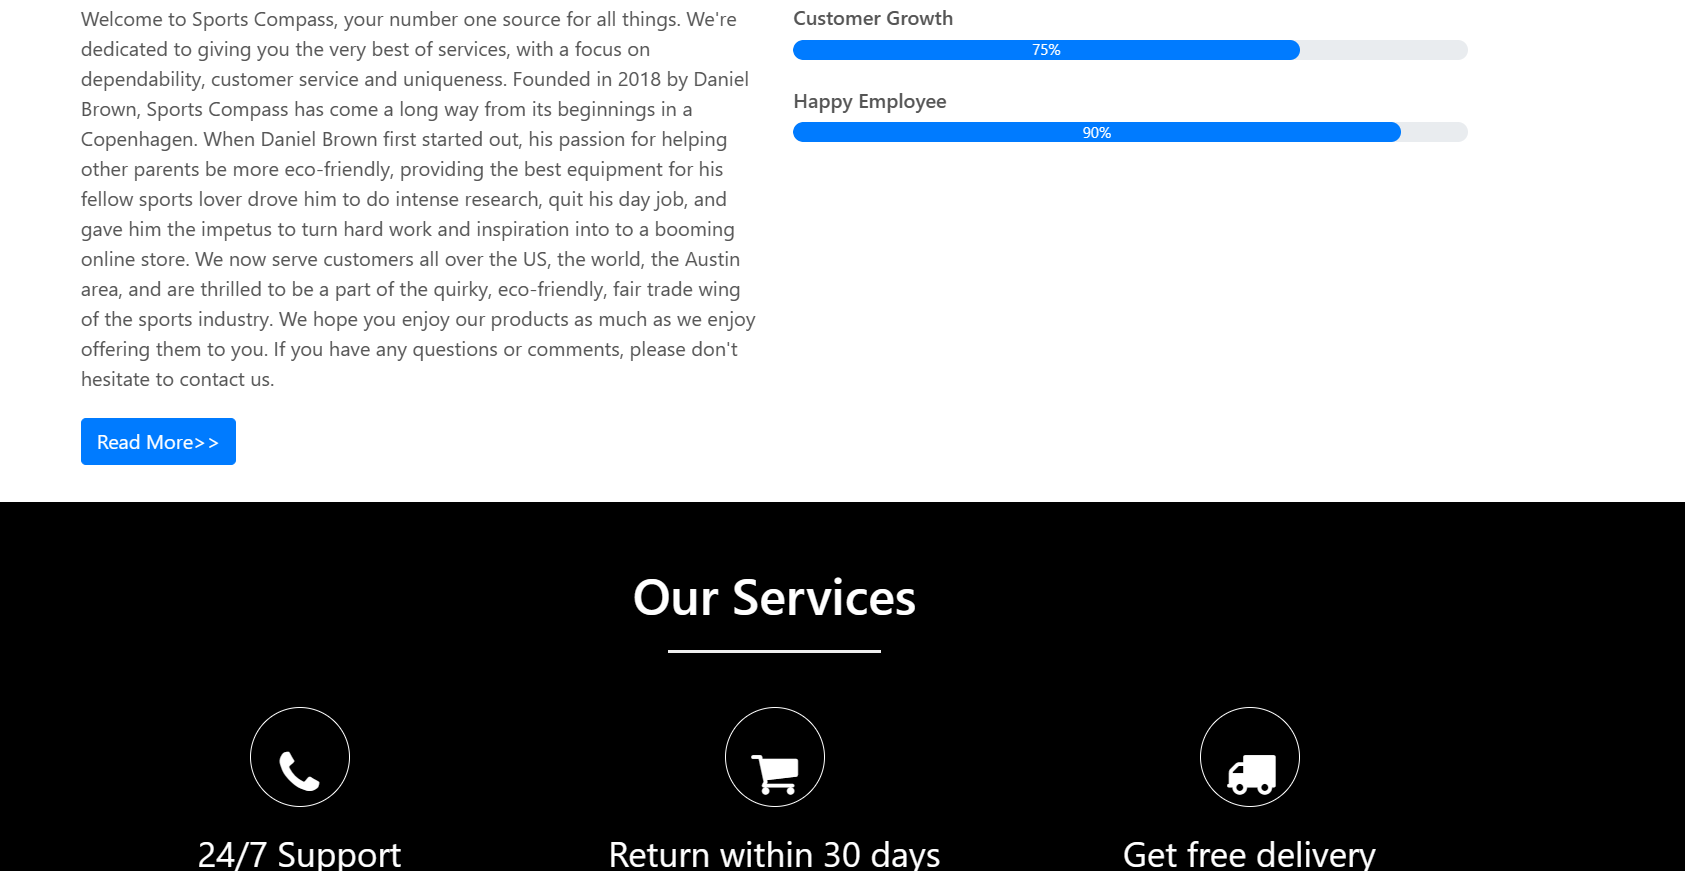 Welcome to Sports Compass, your number one source for all things. We're
dedicated to giving you the very best of services, with a focus on
dependability, customer service and uniqueness. Founded in 2018 by Daniel
Brown, Sports Compass has come a long way from its beginnings in a
Copenhagen. When Daniel Brown first started out, his passion for helping
other parents be more eco-friendly, providing the best equipment for his
fellow sports lover drove him to do intense research, quit his day job, and
gave him the impetus to turn hard work and inspiration into to a booming
online store. We now serve customers all over the US, the world, the Austin
area, and are thrilled to be a part of the quirky, eco-friendly, fair trade wing
of the sports industry. We hope you enjoy our products as much as we enjoy
offering them to you. If you have any questions or comments, please don't
hesitate to contact us.
Read More>>
Customer Growth
75%
Happy Employee
90%
Our Services
24/7 Support
Return within 30 days
Get free delivery